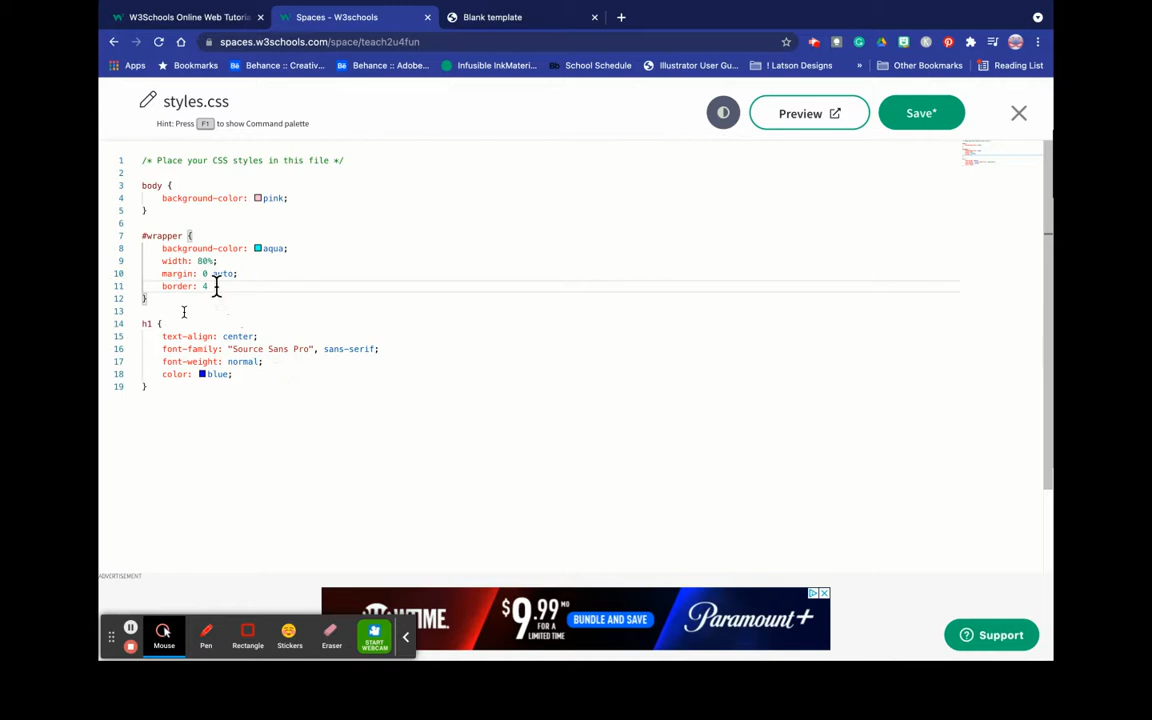 W3Schools Online Web Tutoria
Spaces - W3schools
Blank template
spaces.w3schools.com/space/teach2u4fun
Apps
Bookmarks
Behance :: Creativ...
Behance :: Adobe...
Infusible InkMateri...
School Schedule
Illustrator User Gu...
! Latson Designs
»
Other Bookmarks
Reading List
styles.css
Hint: Press F1 to show Command palette
Preview
Save*
1 /* Place your CSS styles in this file */
2
3 body {
4 background-color: pink;
5 }
6
7 #wrapper {
8 background-color: aqua;
9 width: 80%;
10 margin: 0 auto;
11 border: 4
12 }
13
14 h1 {
15 text-align: center;
16 font-family: "Source Sans Pro", sans-serif;
17 font-weight: normal;
18 color: blue;
19 }
ADVERTISEMENT
$9.99 MO
FOR A
LIMITED TIME
BUNDLE AND SAVE
Paramount+
Mouse
Pen
Rectangle
Stickers
Eraser
START
WEBCAM
Support